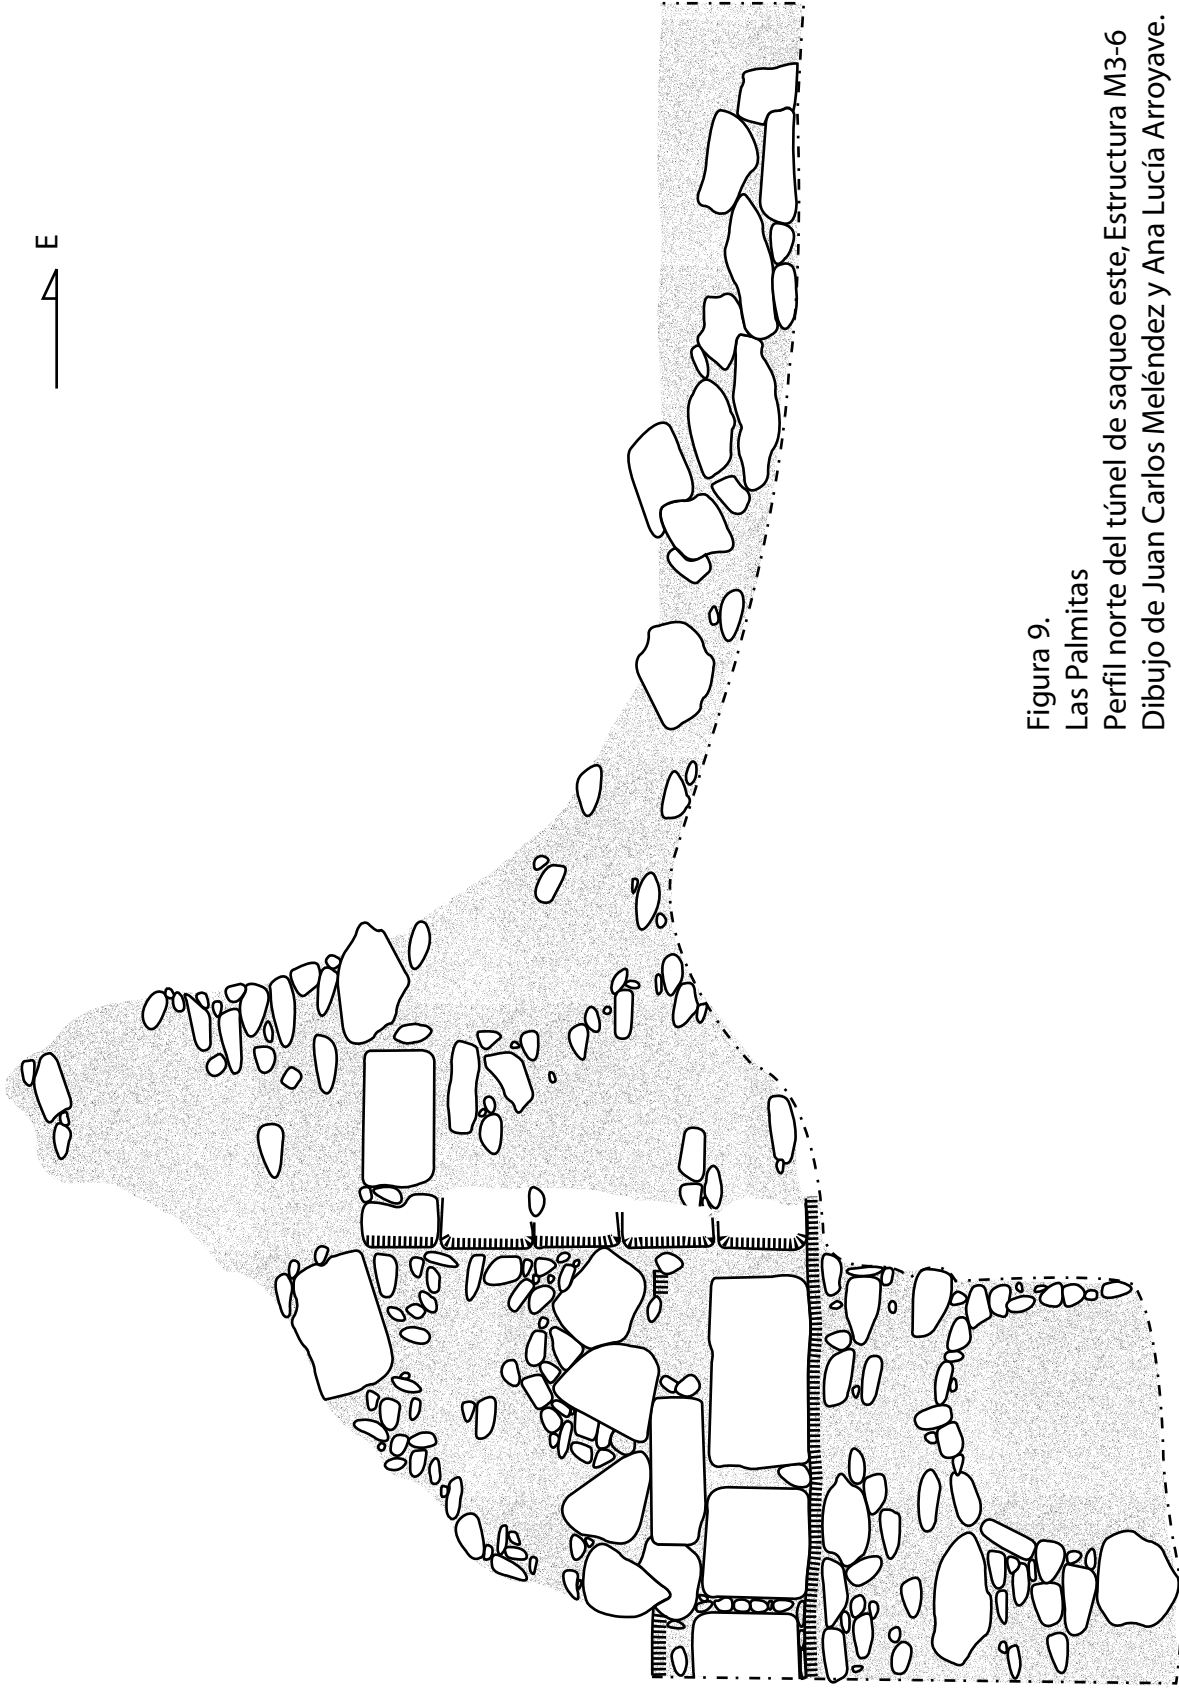 E
Figura 9.
Las Palmitas
Perfil norte del túnel de saqueo este, Estructura M3-6
Dibujo de Juan Carlos Meléndez y Ana Lucía Arroyave.